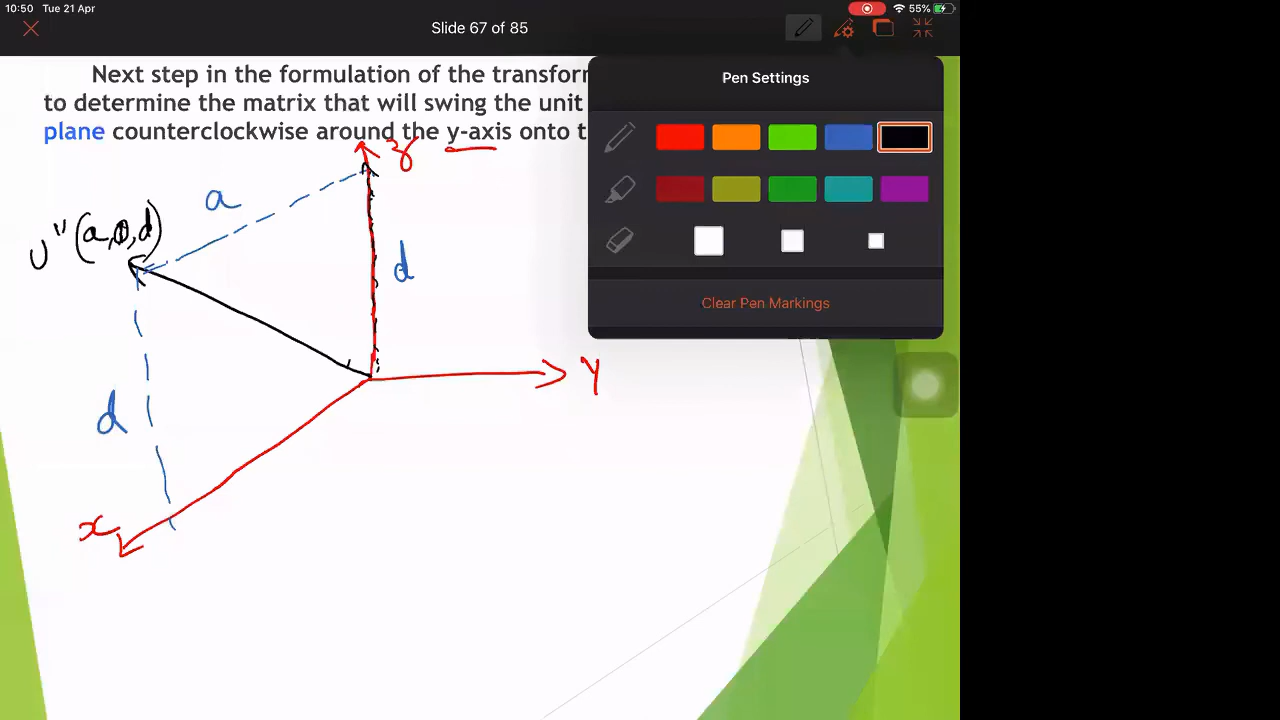 10:50 Tue 21 Apr
55%
Slide 67 of 85
Pen Settings
Next step in the formulation of the transfor
to determine the matrix that will swing the unit
plane counterclockwise around the y-axis onto t
Clear Pen Markings
z
a
U"(a,0,d)
d
y
d
x